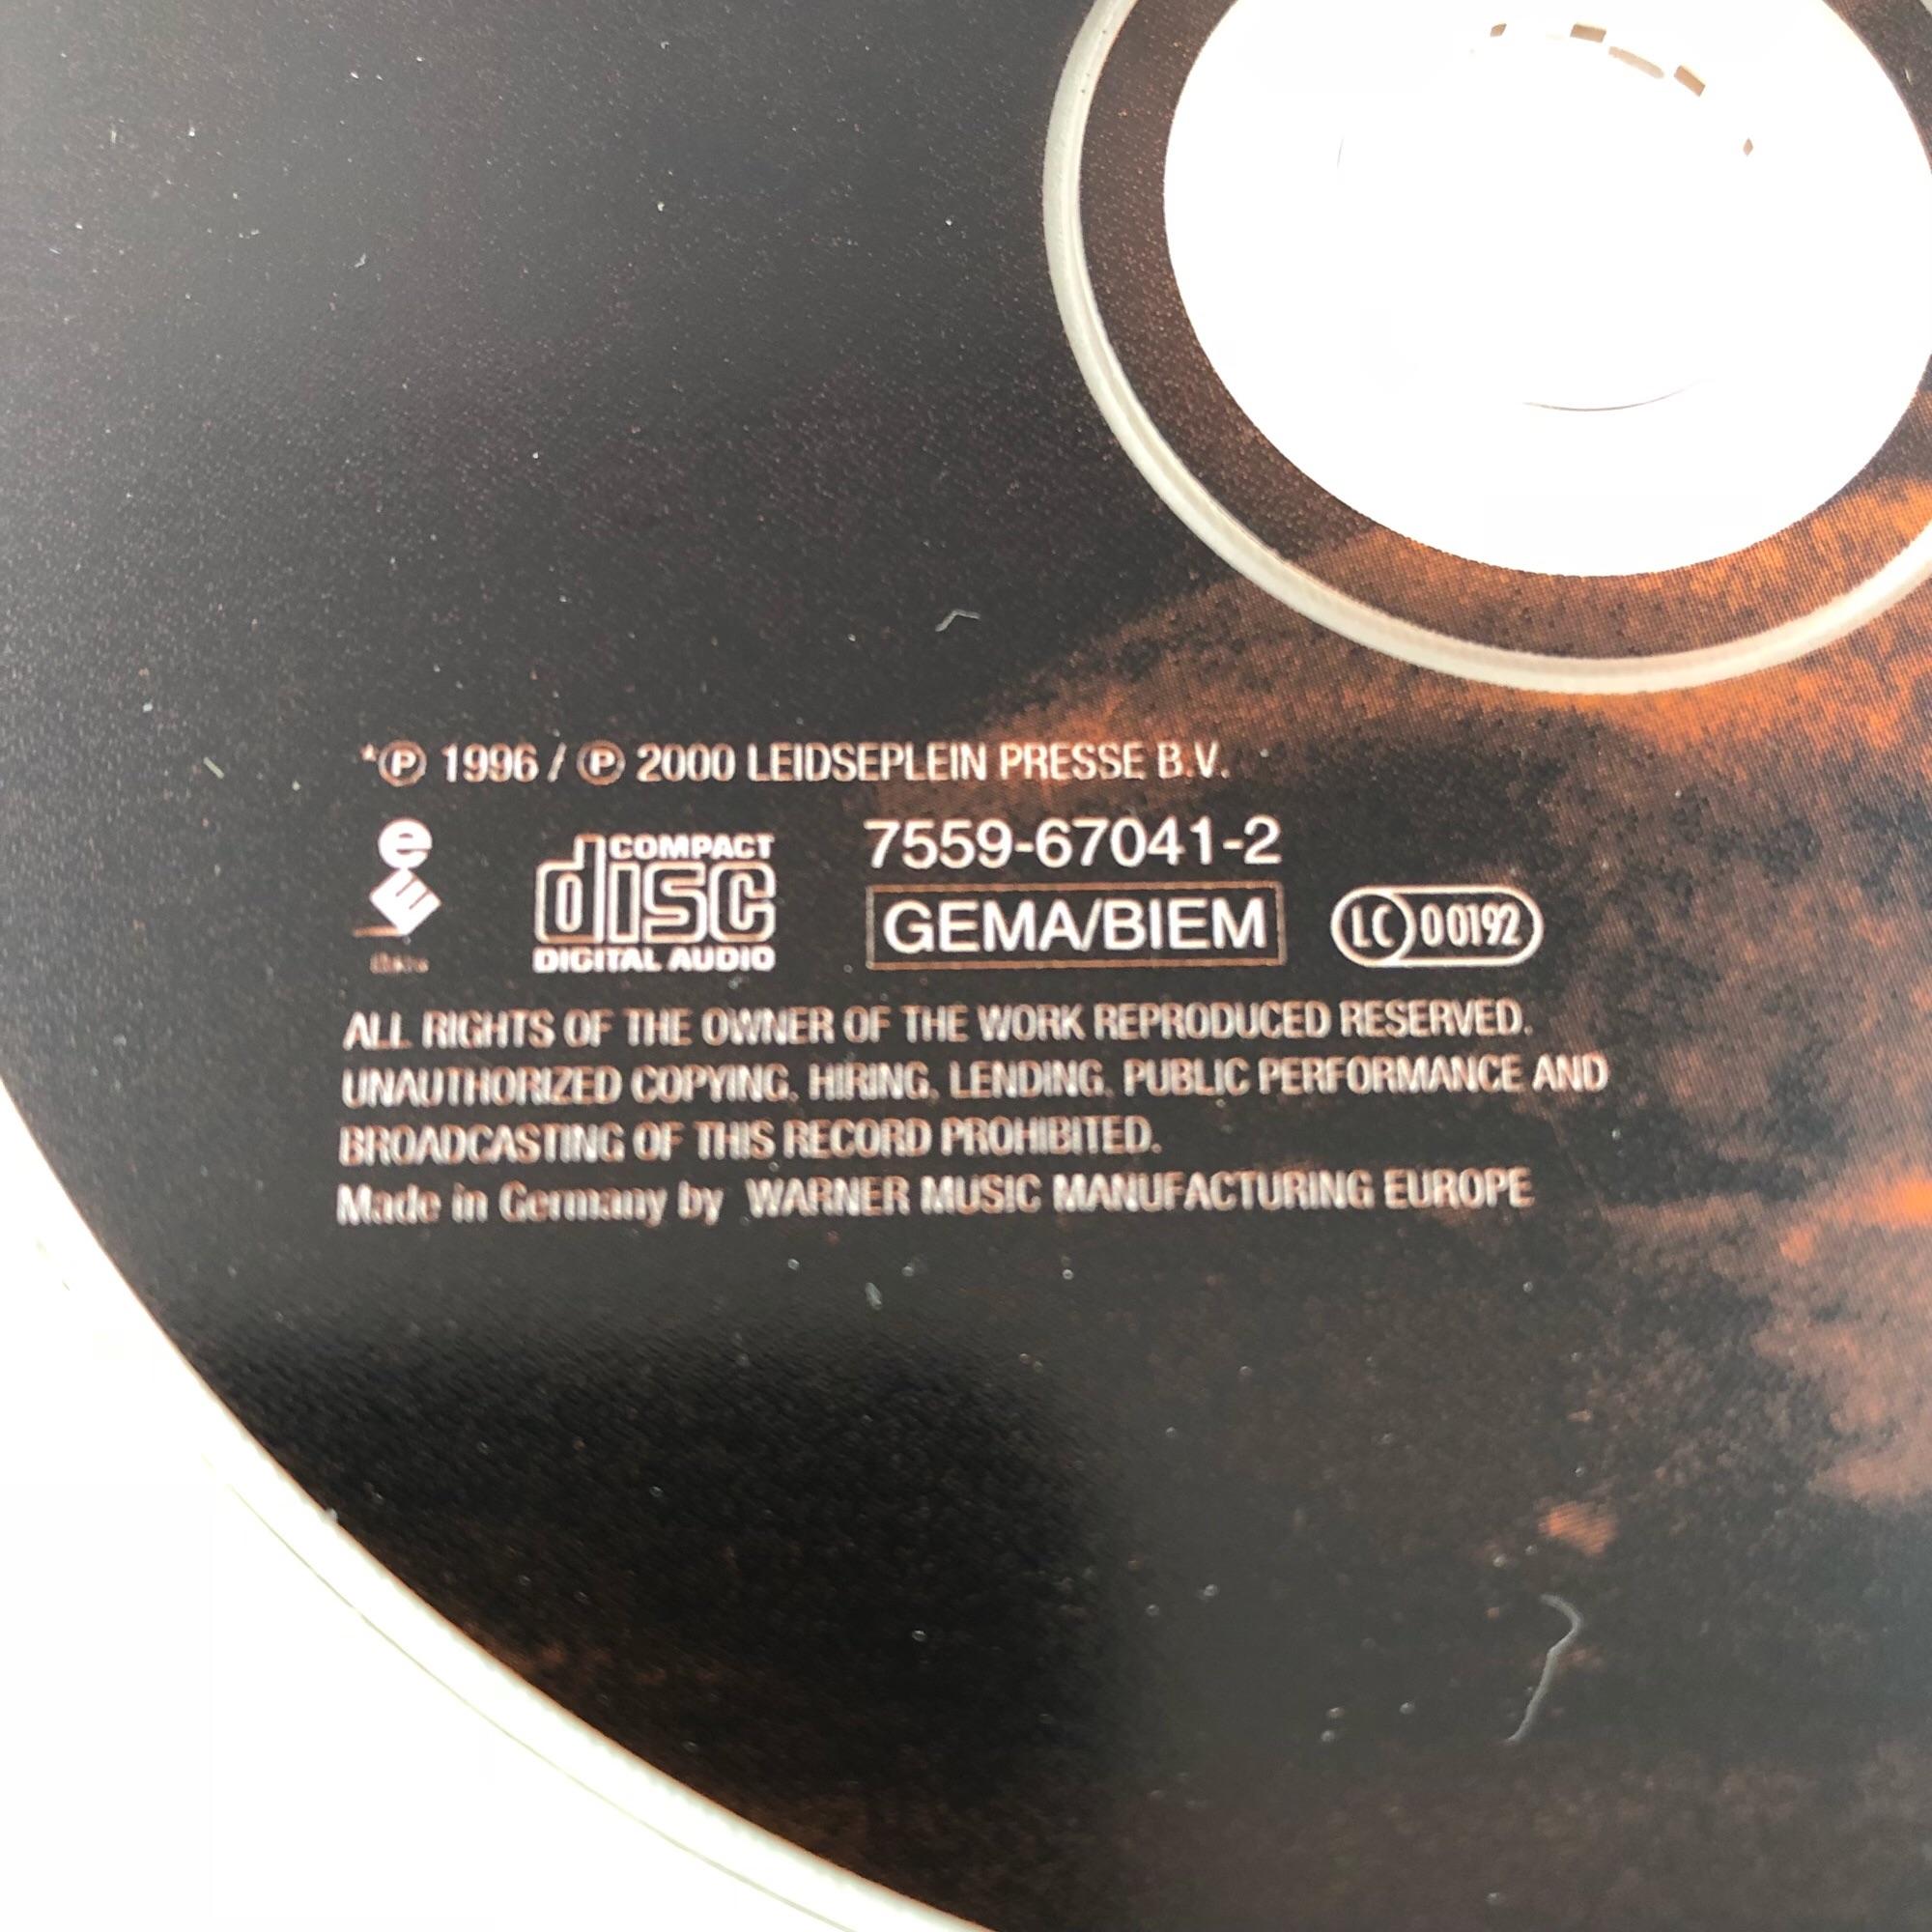 *℗ 1996 / ℗ 2000 LEIDSEPLEIN PRESSE B.V.
e
COMPACT
disc
DIGITAL AUDIO
7559-67041-2
GEMA/BIEM
LC 00192
ALL RIGHTS OF THE OWNER OF THE WORK REPRODUCED RESERVED.
UNAUTHORIZED COPYING, HIRING, LENDING, PUBLIC PERFORMANCE AND
BROADCASTING OF THIS RECORD PROHIBITED.
Made in Germany by WARNER MUSIC MANUFACTURING EUROPE